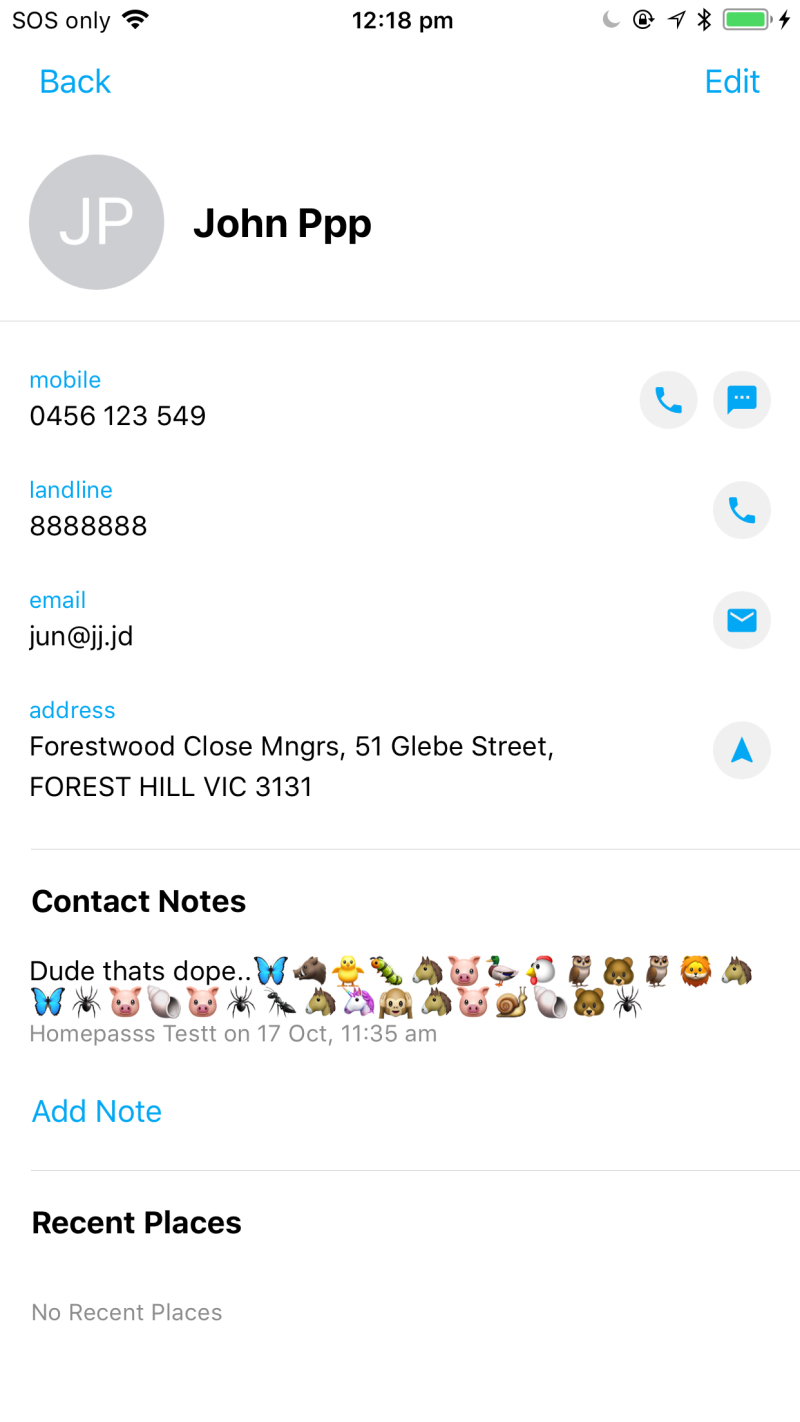 SOS only 12:18 pm
Back Edit
JP John Ppp
mobile
0456 123 549
landline
8888888
email
jun@jj.jd
address
Forestwood Close Mngrs, 51 Glebe Street,
FOREST HILL VIC 3131
Contact Notes
Dude thats dope..🦋🐗🐥🐛🐴🐷🦆🐔🦉🐻🦉🦁🐴
🦋🕷🐷🐚🐷🕷🐜🐴🦄🙉🐴🐷🐌🐚🐻🕷
Homepasss Testt on 17 Oct, 11:35 am
Add Note
Recent Places
No Recent Places